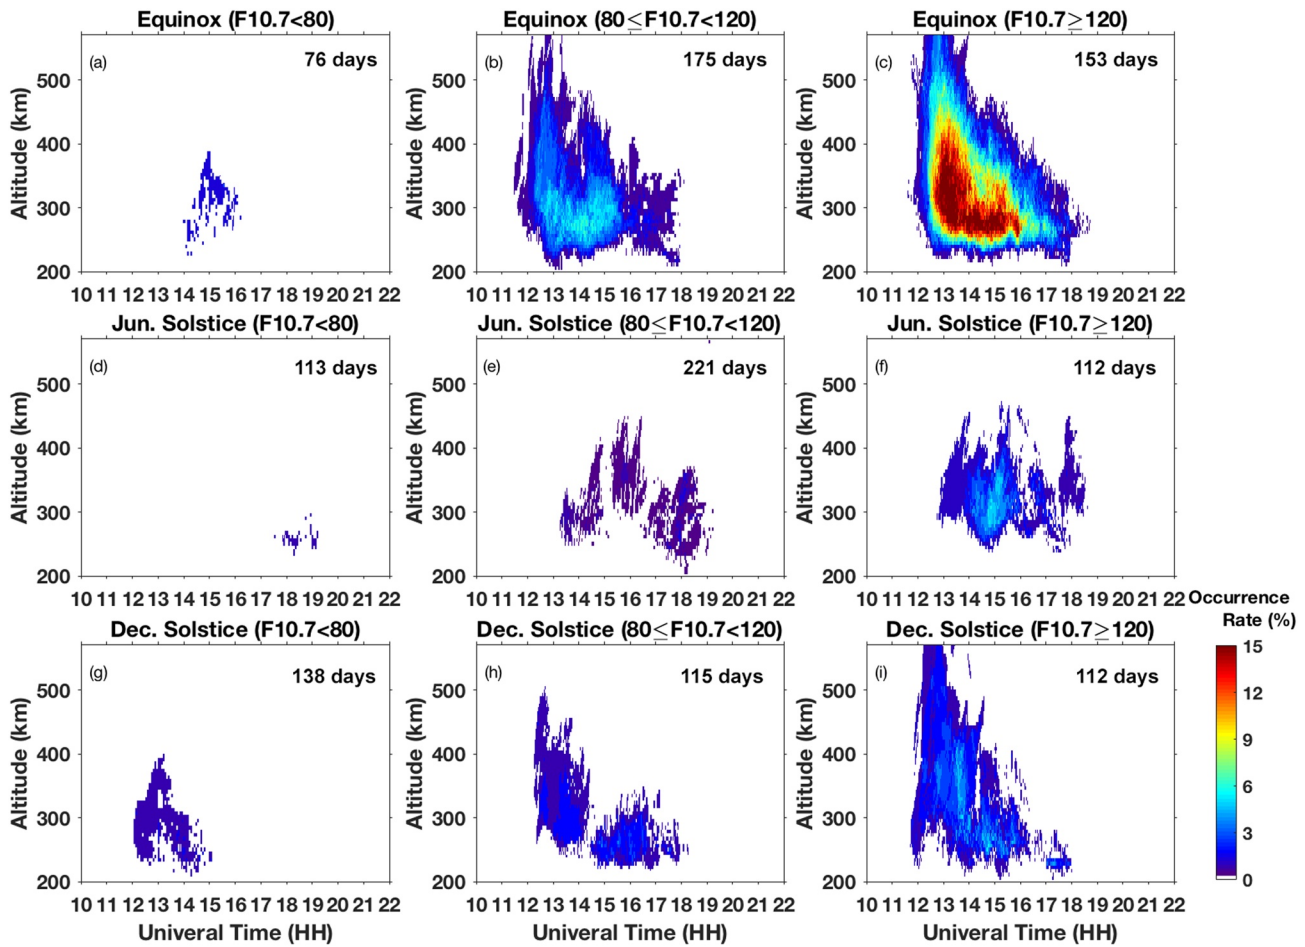 Equinox (F10.7<80)
Equinox (80≤F10.7<120)
Equinox (F10.7≥120)
(a)
76 days
(b)
175 days
(c)
153 days
Altitude (km)
500
400
300
200
Altitude (km)
500
400
300
200
Altitude (km)
500
400
300
200
10 11 12 13 14 15 16 17 18 19 20 21 22
10 11 12 13 14 15 16 17 18 19 20 21 22
10 11 12 13 14 15 16 17 18 19 20 21 22
Jun. Solstice (F10.7<80)
Jun. Solstice (80≤F10.7<120)
Jun. Solstice (F10.7≥120)
(d)
113 days
(e)
221 days
(f)
112 days
Altitude (km)
500
400
300
200
Altitude (km)
500
400
300
200
Altitude (km)
500
400
300
200
10 11 12 13 14 15 16 17 18 19 20 21 22
10 11 12 13 14 15 16 17 18 19 20 21 22
10 11 12 13 14 15 16 17 18 19 20 21 22
Occurrence
Rate (%)
15
12
9
6
3
0
Dec. Solstice (F10.7<80)
Dec. Solstice (80≤F10.7<120)
Dec. Solstice (F10.7≥120)
(g)
138 days
(h)
115 days
(i)
112 days
Altitude (km)
500
400
300
200
Altitude (km)
500
400
300
200
Altitude (km)
500
400
300
200
10 11 12 13 14 15 16 17 18 19 20 21 22
10 11 12 13 14 15 16 17 18 19 20 21 22
10 11 12 13 14 15 16 17 18 19 20 21 22
Univeral Time (HH)
Univeral Time (HH)
Univeral Time (HH)